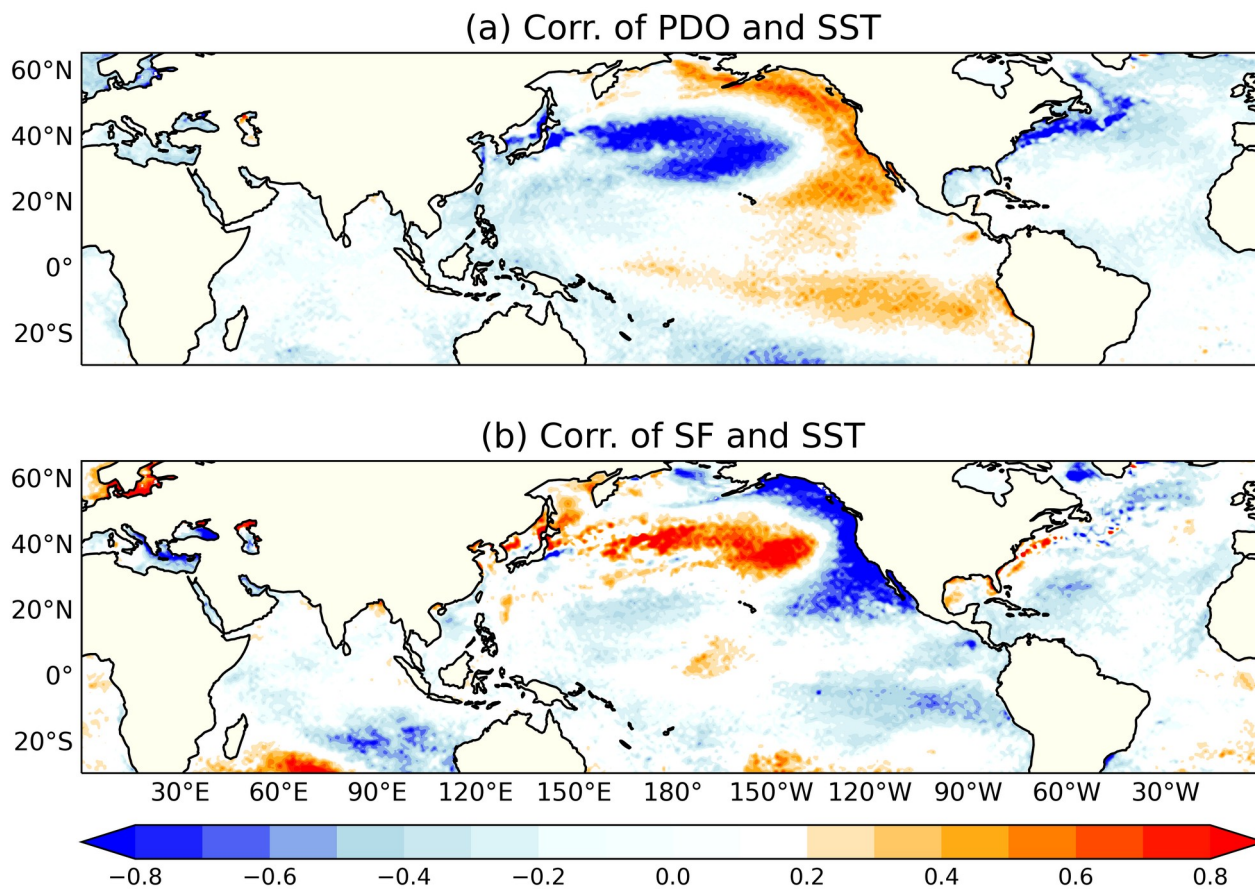 (a) Corr. of PDO and SST
60°N
40°N
20°N
0°
20°S
(b) Corr. of SF and SST
60°N
40°N
20°N
0°
20°S
30°E 60°E 90°E 120°E 150°E 180° 150°W 120°W 90°W 60°W 30°W
−0.8 −0.6 −0.4 −0.2 0.0 0.2 0.4 0.6 0.8